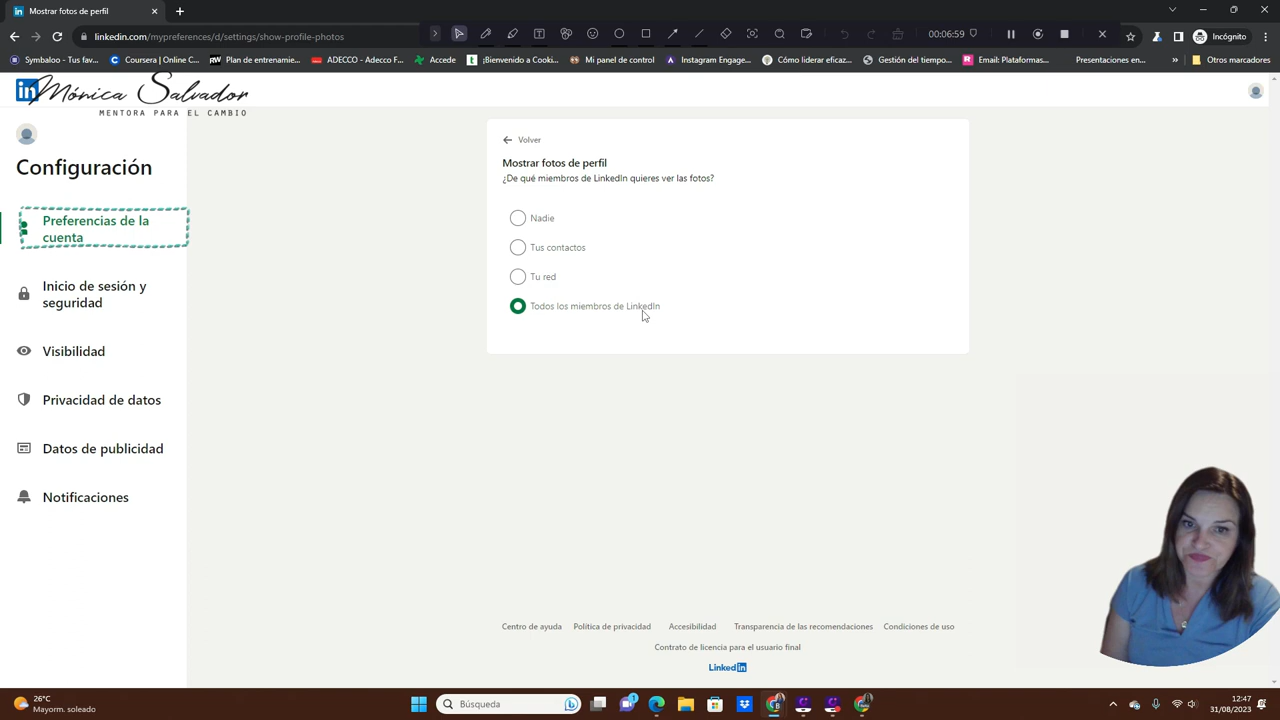 LinkedIn fotos de perfil
linkedin.com/mypreferences/d/settings/show-profile-photos
00:06:59
Incógnito
Symbaloo - Tus fav...
Coursera | Online C...
Plan de entrenamie...
ADECCO - Adecco F...
Accede
¡Bienvenido a Cook...
Mi panel de control
Instagram Engage...
Cómo liderar eficaz...
Gestión del tiempo...
Email: Plataformas...
Presentaciones en...
Otros marcadores
in
Mónica Salvador
MENTORA PARA EL CAMBIO
Configuración
Preferencias de la
cuenta
Inicio de sesión y
seguridad
Visibilidad
Privacidad de datos
Datos de publicidad
Notificaciones
Volver
Mostrar fotos de perfil
¿De qué miembros de LinkedIn quieres ver las fotos?
Nadie
Tus contactos
Tu red
Todos los miembros de LinkedIn
Centro de ayuda Política de privacidad Accesibilidad Transparencia de las recomendaciones Condiciones de uso
Contrato de licencia para el usuario final
LinkedIn
26°C
Mayorm. soleado
Búsqueda
1
12:47
31/08/2023